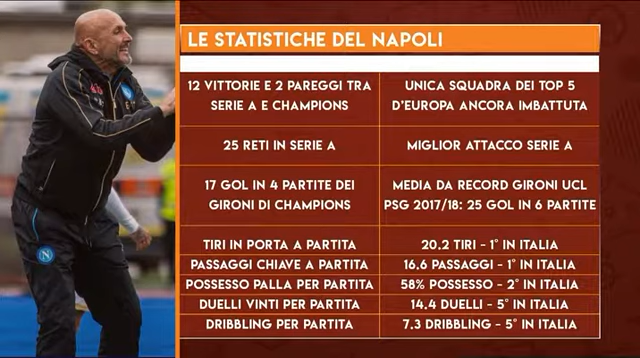 LE STATISTICHE DEL NAPOLI
12 VITTORIE E 2 PAREGGI TRA
SERIE A E CHAMPIONS
UNICA SQUADRA DEI TOP 5
D'EUROPA ANCORA IMBATTUTA
25 RETI IN SERIE A
MIGLIOR ATTACCO SERIE A
17 GOL IN 4 PARTITE DEI
GIRONI DI CHAMPIONS
MEDIA DA RECORD GIRONI UCL
PSG 2017/18: 25 GOL IN 6 PARTITE
TIRI IN PORTA A PARTITA
20.2 TIRI - 1° IN ITALIA
PASSAGGI CHIAVE A PARTITA
16.6 PASSAGGI - 1° IN ITALIA
POSSESSO PALLA PER PARTITA
58% POSSESSO - 2° IN ITALIA
DUELLI VINTI PER PARTITA
14.4 DUELLI - 5° IN ITALIA
DRIBBLING PER PARTITA
7.3 DRIBBLING - 5° IN ITALIA